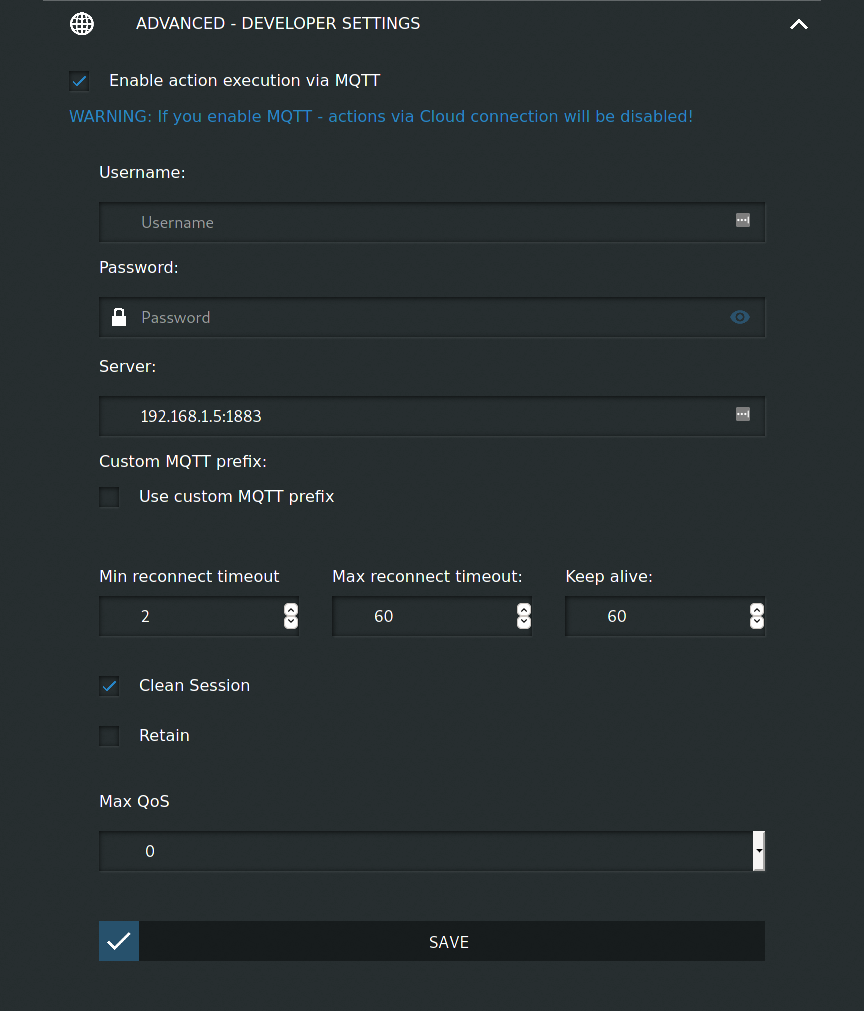 ADVANCED - DEVELOPER SETTINGS
Enable action execution via MQTT
WARNING: If you enable MQTT - actions via Cloud connection will be disabled!
Username:
Username
Password:
Password
Server:
192.168.1.5:1883
Custom MQTT prefix:
Use custom MQTT prefix
Min reconnect timeout Max reconnect timeout: Keep alive:
2 60 60
Clean Session
Retain
Max QoS
0
SAVE